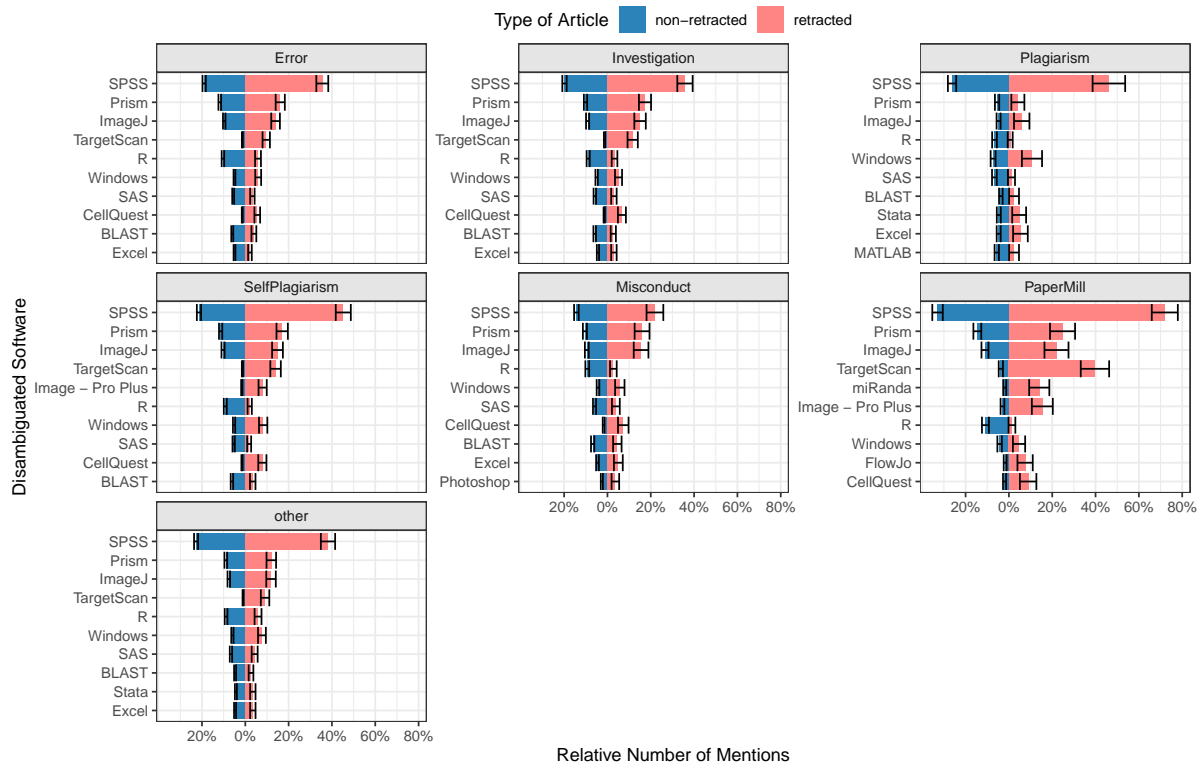 Type of Article non-retracted retracted
Error
SPSS
Prism
ImageJ
TargetScan
R
Windows
SAS
CellQuest
BLAST
Excel
Investigation
SPSS
Prism
ImageJ
TargetScan
R
Windows
SAS
CellQuest
BLAST
Excel
Plagiarism
SPSS
Prism
ImageJ
R
Windows
SAS
BLAST
Stata
Excel
MATLAB
SelfPlagiarism
SPSS
Prism
ImageJ
TargetScan
Image − Pro Plus
R
Windows
SAS
CellQuest
BLAST
Misconduct
SPSS
Prism
ImageJ
R
Windows
SAS
CellQuest
BLAST
Excel
Photoshop
20% 0% 20% 40% 60% 80%
PaperMill
SPSS
Prism
ImageJ
TargetScan
miRanda
Image − Pro Plus
R
Windows
FlowJo
CellQuest
20% 0% 20% 40% 60% 80%
other
SPSS
Prism
ImageJ
TargetScan
R
Windows
SAS
BLAST
Stata
Excel
20% 0% 20% 40% 60% 80%
Disambiguated Software
Relative Number of Mentions